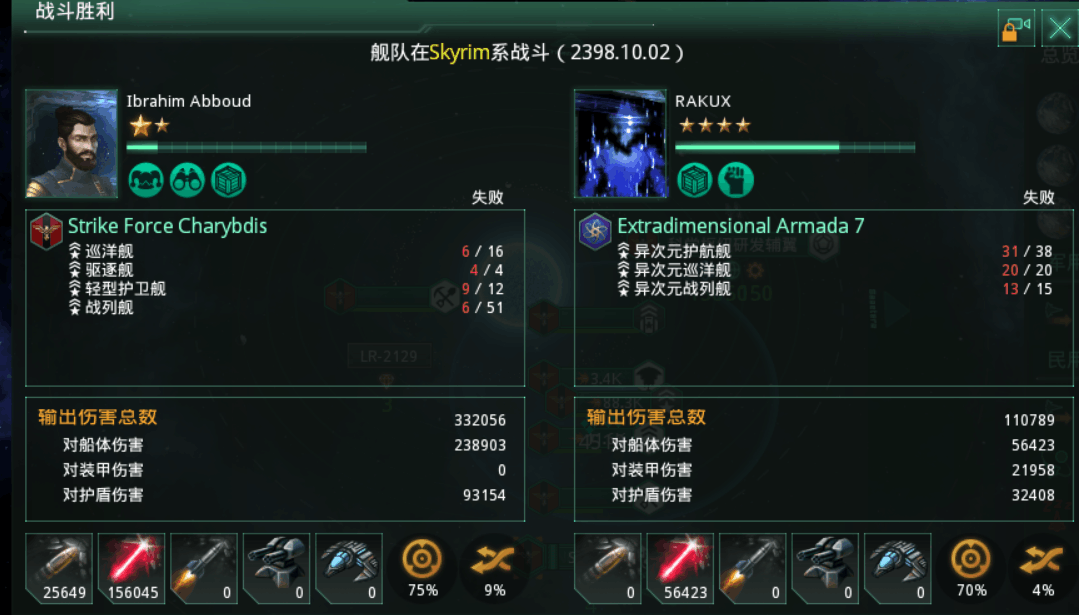 战斗胜利
舰队在Skyrim系战斗（2398.10.02）
Ibrahim Abboud
失败
Strike Force Charybdis
巡洋舰 6 / 16
驱逐舰 4 / 4
轻型护卫舰 9 / 12
战列舰 6 / 51
输出伤害总数 332056
对船体伤害 238903
对装甲伤害 0
对护盾伤害 93154
25649 156045 0 0 0 75% 9%
RAKUX
失败
Extradimensional Armada 7
异次元护航舰 31 / 38
异次元巡洋舰 20 / 20
异次元战列舰 13 / 15
输出伤害总数 110789
对船体伤害 56423
对装甲伤害 21958
对护盾伤害 32408
0 56423 0 0 0 70% 4%
LR-2129
总览